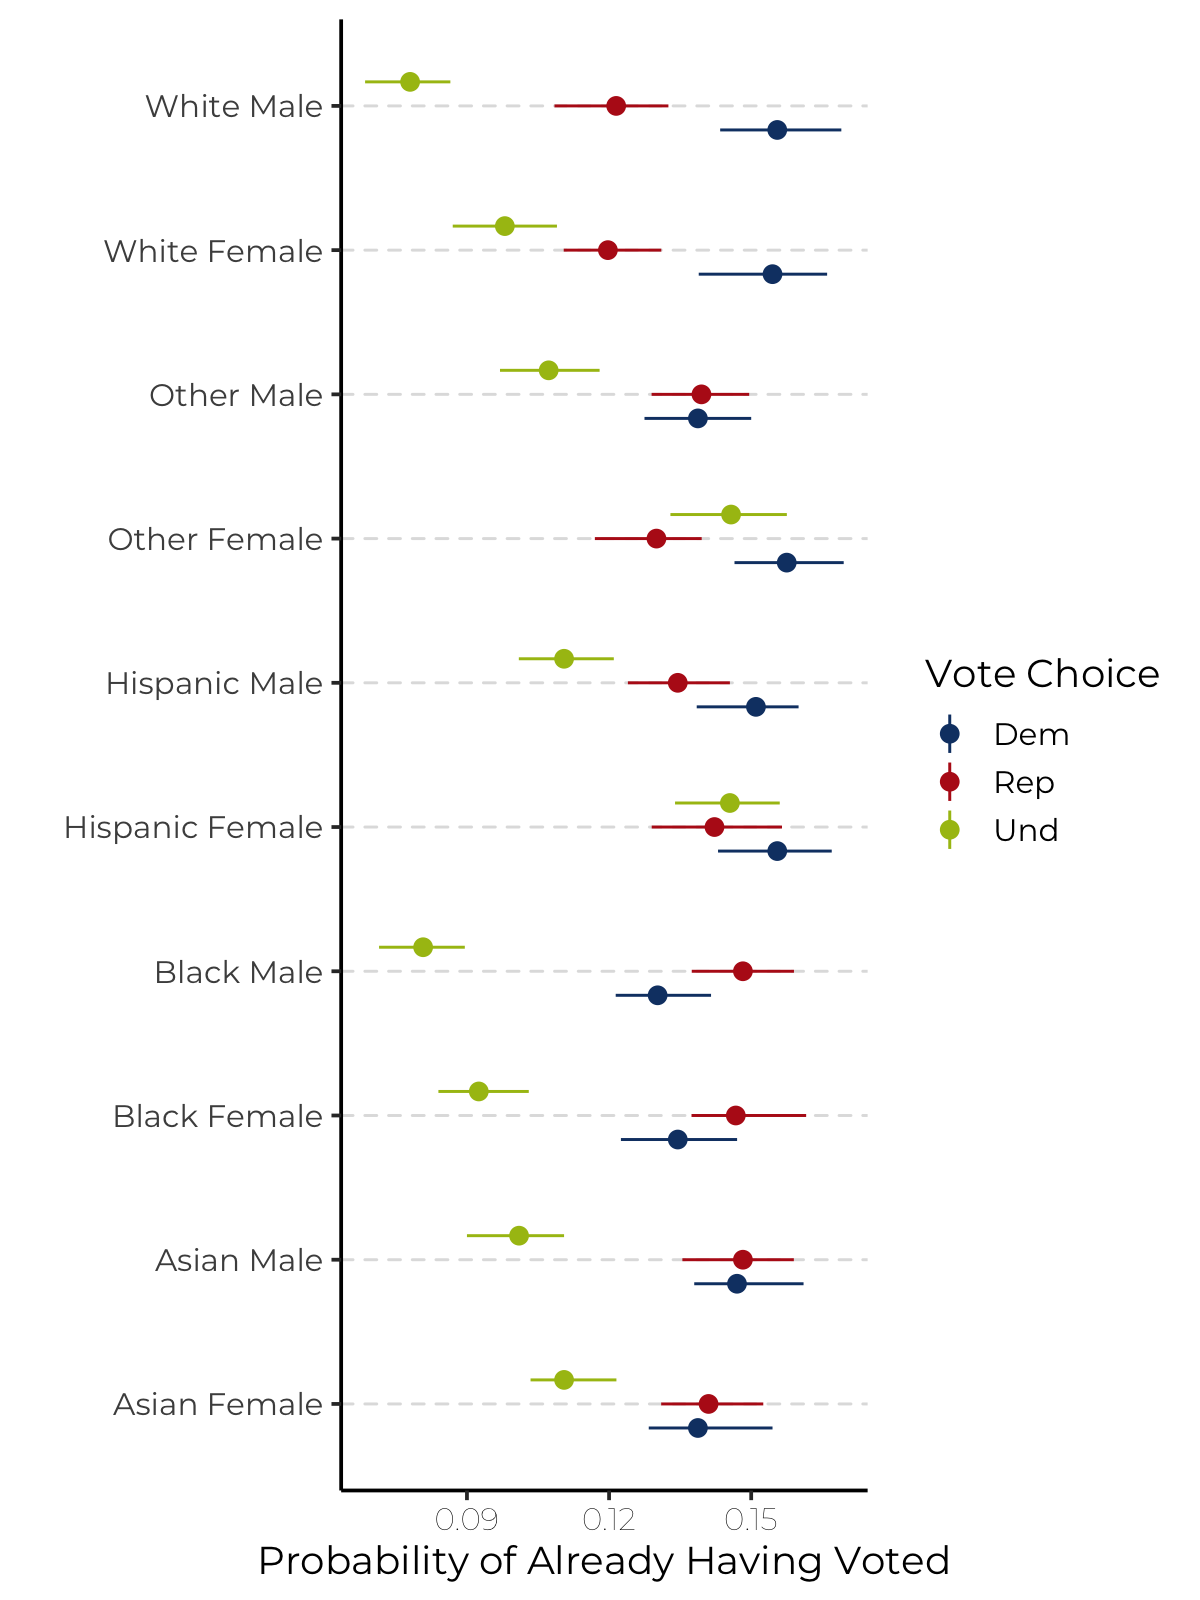 White Male
White Female
Other Male
Other Female
Hispanic Male
Hispanic Female
Black Male
Black Female
Asian Male
Asian Female
0.09 0.12 0.15
Probability of Already Having Voted
Vote Choice
Dem
Rep
Und